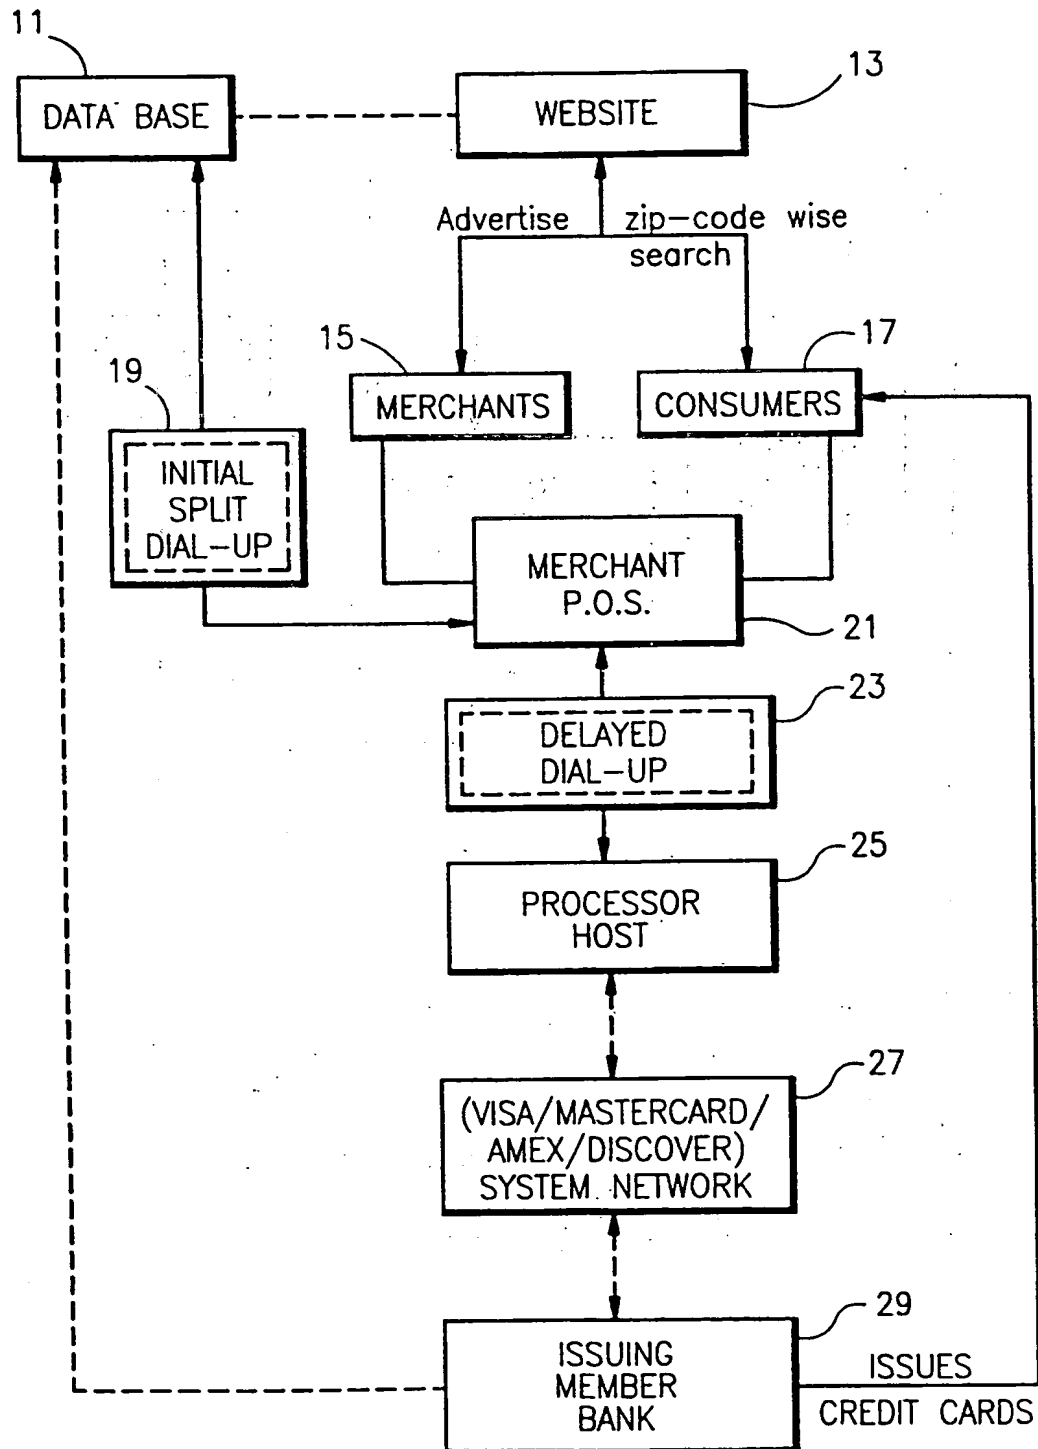 11
DATA BASE
WEBSITE
13
Advertise
zip-code wise
search
15
MERCHANTS
17
CONSUMERS
19
INITIAL
SPLIT
DIAL-UP
MERCHANT
P.O.S.
21
DELAYED
DIAL-UP
23
PROCESSOR
HOST
25
(VISA/MASTERCARD/
AMEX/DISCOVER)
SYSTEM NETWORK
27
ISSUING
MEMBER
BANK
29
ISSUES
CREDIT CARDS